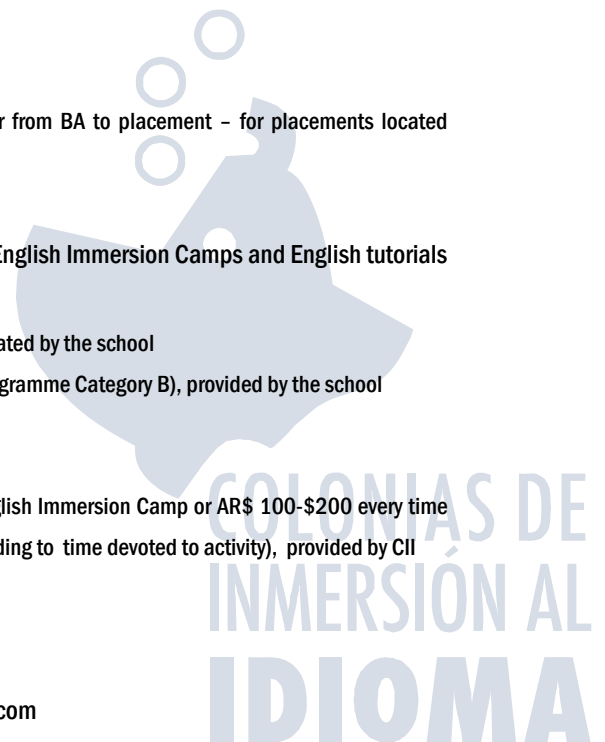 r from BA to placement – for placements located
English Immersion Camps and English tutorials
ated by the school
gramme Category B), provided by the school
glish Immersion Camp or AR$ 100-$200 every time
ding to time devoted to activity), provided by CII
COLONIAS DE
INMERSIÓN AL
IDIOMA
com